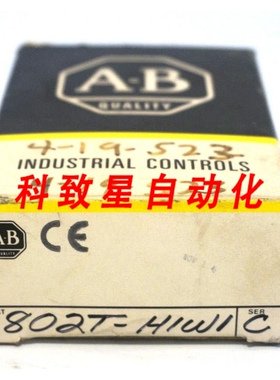 A-B
QUALITY
4-19-523
INDUSTRIAL CONTROLS
科致星自动化
A-B CE
SER
802T-H1W1 C